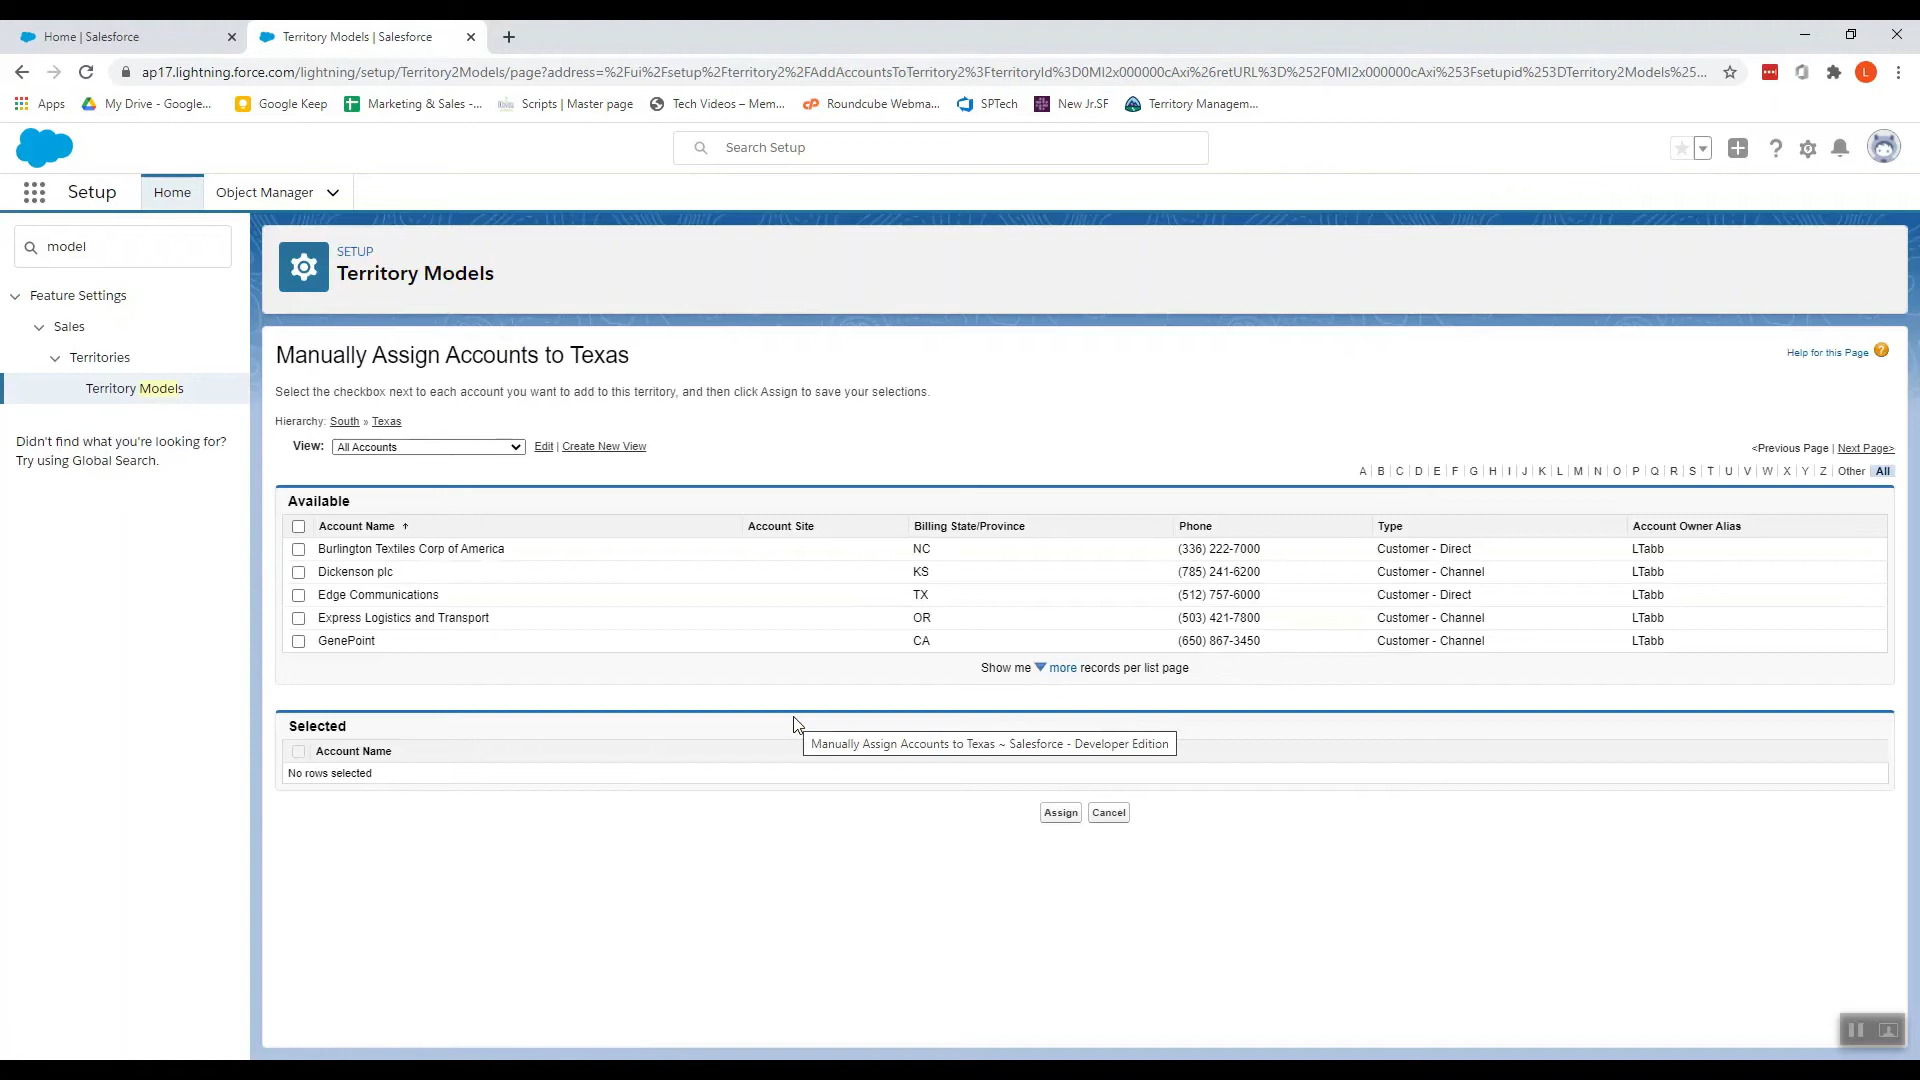 Home | Salesforce
Territory Models | Salesforce
ap17.lightning.force.com/lightning/setup/Territory2Models/page?address=%2Fui%2Fsetup%2Fterritory2%2FAddAccountsToTerritory2%3FterritoryId%3D0MI2x000000cAxi%26retURL%3D%252F0MI2x000000cAxi%253Fsetupid%253DTerritory2Models%25...
Apps
My Drive - Google...
Google Keep
Marketing & Sales -...
Scripts | Master page
Tech Videos – Mem...
Roundcube Webma...
SPTech
New Jr.SF
Territory Managem...
L
Search Setup
Setup
Home
Object Manager
model
SETUP
Territory Models
Feature Settings
Sales
Territories
Territory Models
Didn't find what you're looking for?
Try using Global Search.
Manually Assign Accounts to Texas
Help for this Page
Select the checkbox next to each account you want to add to this territory, and then click Assign to save your selections.
Hierarchy: South » Texas
View: All Accounts Edit | Create New View
<Previous Page | Next Page>
A | B | C | D | E | F | G | H | I | J | K | L | M | N | O | P | Q | R | S | T | U | V | W | X | Y | Z | Other All
Available
Account Name Account Site Billing State/Province Phone Type Account Owner Alias
Burlington Textiles Corp of America NC (336) 222-7000 Customer - Direct LTabb
Dickenson plc KS (785) 241-6200 Customer - Channel LTabb
Edge Communications TX (512) 757-6000 Customer - Direct LTabb
Express Logistics and Transport OR (503) 421-7800 Customer - Channel LTabb
GenePoint CA (650) 867-3450 Customer - Channel LTabb
Show me more records per list page
Selected
Manually Assign Accounts to Texas ~ Salesforce - Developer Edition
Account Name
No rows selected
Assign
Cancel